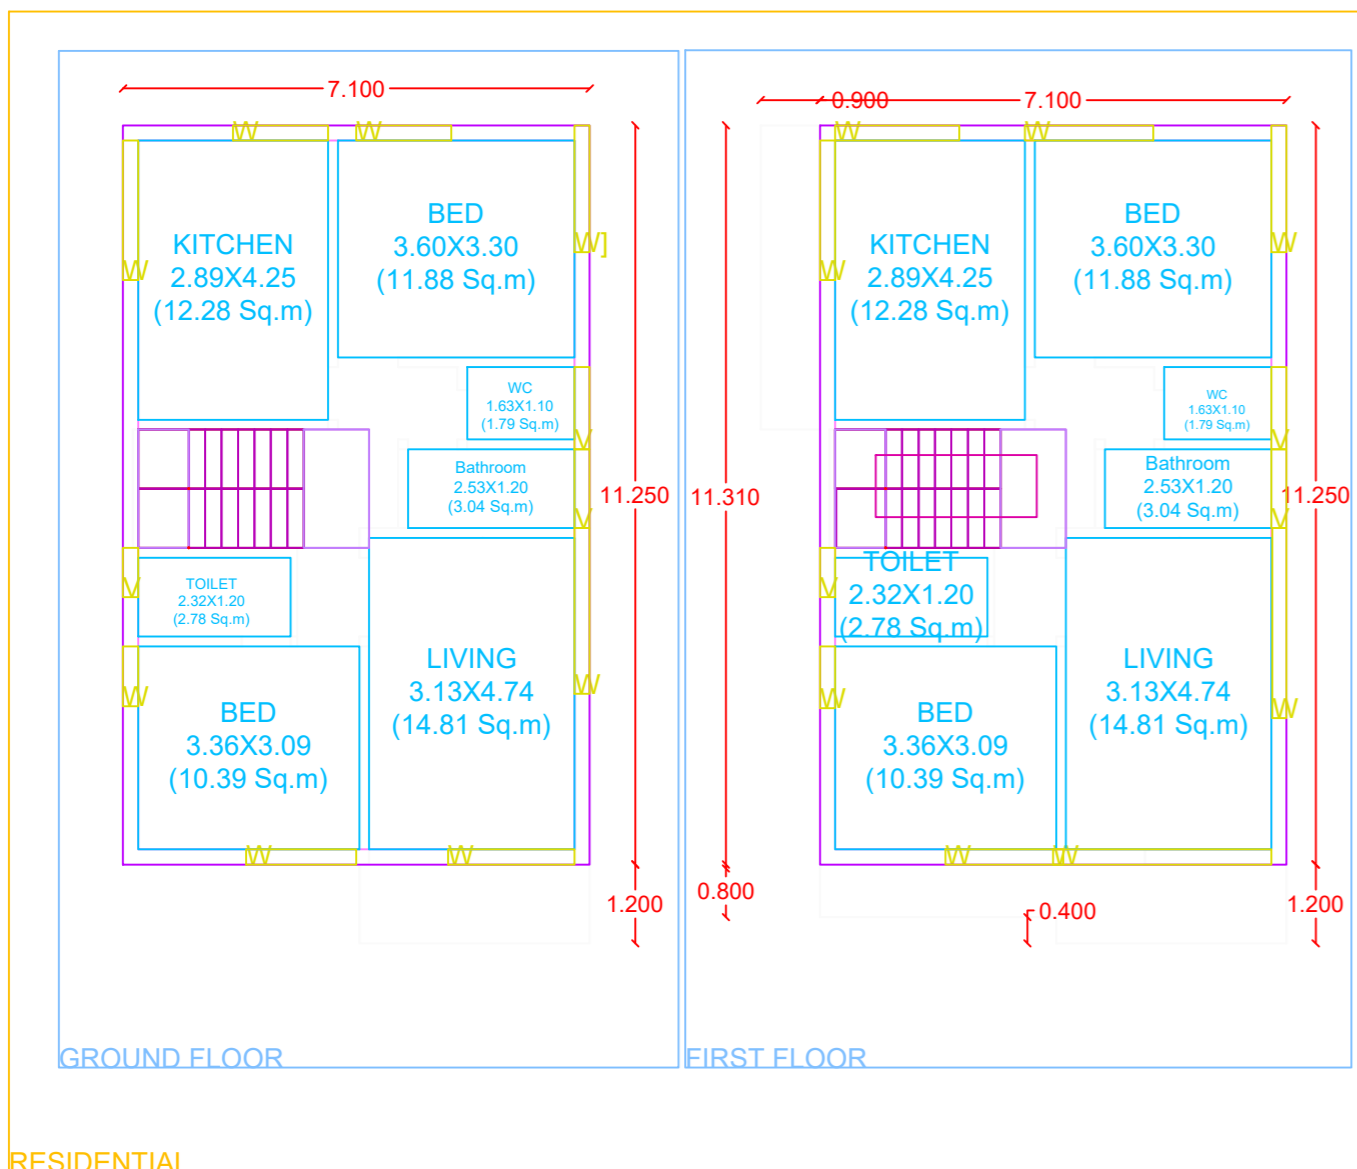 7.100
W
W
KITCHEN
2.89X4.25
(12.28 Sq.m)
BED
3.60X3.30
(11.88 Sq.m)
W
W]
WC
1.63X1.10
(1.79 Sq.m)
V
Bathroom
2.53X1.20
(3.04 Sq.m)
V
11.250
TOILET
2.32X1.20
(2.78 Sq.m)
V
LIVING
3.13X4.74
(14.81 Sq.m)
W
W
BED
3.36X3.09
(10.39 Sq.m)
W
W
1.200
GROUND FLOOR
0.900
7.100
W
W
KITCHEN
2.89X4.25
(12.28 Sq.m)
BED
3.60X3.30
(11.88 Sq.m)
W
W
WC
1.63X1.10
(1.79 Sq.m)
V
Bathroom
2.53X1.20
(3.04 Sq.m)
V
11.310
11.250
TOILET
2.32X1.20
(2.78 Sq.m)
V
LIVING
3.13X4.74
(14.81 Sq.m)
W
W
BED
3.36X3.09
(10.39 Sq.m)
W
W
0.800
0.400
1.200
FIRST FLOOR
RESIDENTIAL